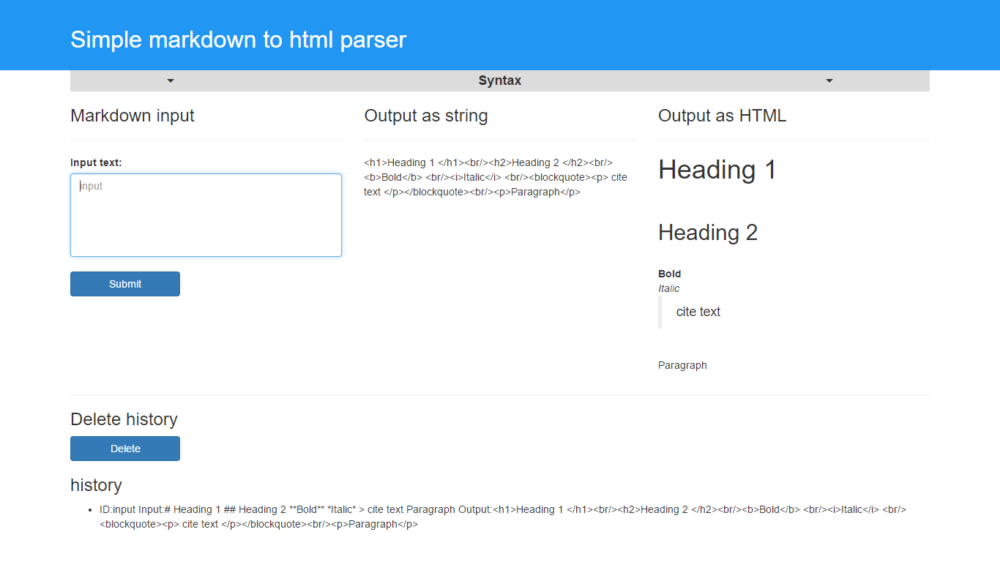 Simple markdown to html parser
Syntax
Markdown input
Input text:
input
Submit
Output as string
<h1>Heading 1 </h1><br/><h2>Heading 2 </h2><br/>
<b>Bold</b> <br/><i>Italic</i> <br/><blockquote><p> cite
text </p></blockquote><br/><p>Paragraph</p>
Output as HTML
Heading 1
Heading 2
Bold
Italic
cite text
Paragraph
Delete history
Delete
history
ID:input Input:# Heading 1 ## Heading 2 **Bold** *Italic* > cite text Paragraph Output:<h1>Heading 1 </h1><br/><h2>Heading 2 </h2><br/><b>Bold</b> <br/><i>Italic</i> <br/>
<blockquote><p> cite text </p></blockquote><br/><p>Paragraph</p>